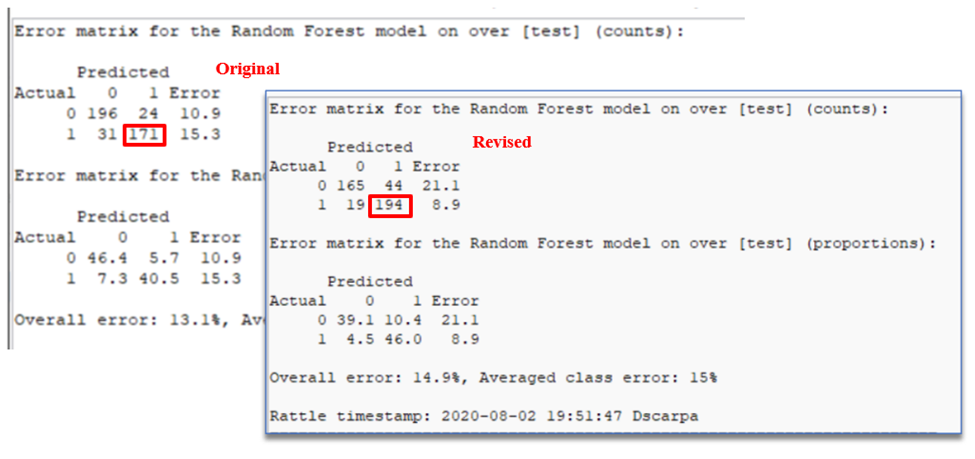 Error matrix for the Random Forest model on over [test] (counts):
Predicted
Original
Actual 0 1 Error
0 196 24 10.9
1 31 171 15.3
Error matrix for the Ran
Predicted
Actual 0 1 Error
0 46.4 5.7 10.9
1 7.3 40.5 15.3
Overall error: 13.1%, Av
Error matrix for the Random Forest model on over [test] (counts):
Predicted
Revised
Actual 0 1 Error
0 165 44 21.1
1 19 194 8.9
Error matrix for the Random Forest model on over [test] (proportions):
Predicted
Actual 0 1 Error
0 39.1 10.4 21.1
1 4.5 46.0 8.9
Overall error: 14.9%, Averaged class error: 15%
Rattle timestamp: 2020-08-02 19:51:47 Dscarpa